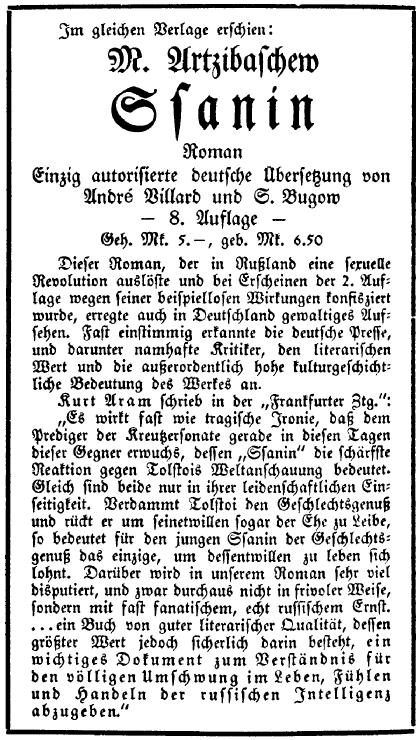 Im gleichen Verlage erschien:
M. Artzibaschew
Ssanin
Roman
Einzig autorisierte deutsche Übersetzung von
André Villard und S. Bugow
— 8. Auflage —
Geh. Mk. 5.—, geb. Mk. 6.50
Dieser Roman, der in Rußland eine sexuelle
Revolution auslöste und bei Erscheinen der 2. Auf-
lage wegen seiner beispiellosen Wirkungen konfisziert
wurde, erregte auch in Deutschland gewaltiges Auf-
sehen. Fast einstimmig erkannte die deutsche Presse,
und darunter namhafte Kritiker, den literarischen
Wert und die außerordentlich hohe kulturgeschicht-
liche Bedeutung des Werkes an.
Kurt Aram schrieb in der „Frankfurter Ztg.“:
„Es wirkt fast wie tragische Ironie, daß dem
Prediger der Kreutzersonate gerade in diesen Tagen
dieser Gegner erwuchs, dessen „Ssanin“ die schärfste
Reaktion gegen Tolstois Weltanschauung bedeutet.
Gleich sind beide nur in ihrer leidenschaftlichen Ein-
seitigkeit. Verdammt Tolstoi den Geschlechtsgenuß
und rückt er um seinetwillen sogar der Ehe zu Leibe,
so bedeutet für den jungen Ssanin der Geschlechts-
genuß das einzige, um dessentwillen zu leben sich
lohnt. Darüber wird in unserem Roman sehr viel
disputiert, und zwar durchaus nicht in frivoler Weise,
sondern mit fast fanatischem, echt russischem Ernst.
. . . ein Buch von guter literarischer Qualität, dessen
größter Wert jedoch sicherlich darin besteht, ein
wichtiges Dokument zum Verständnis für
den völligen Umschwung im Leben, Fühlen
und Handeln der russischen Intelligenz
abzugeben.“